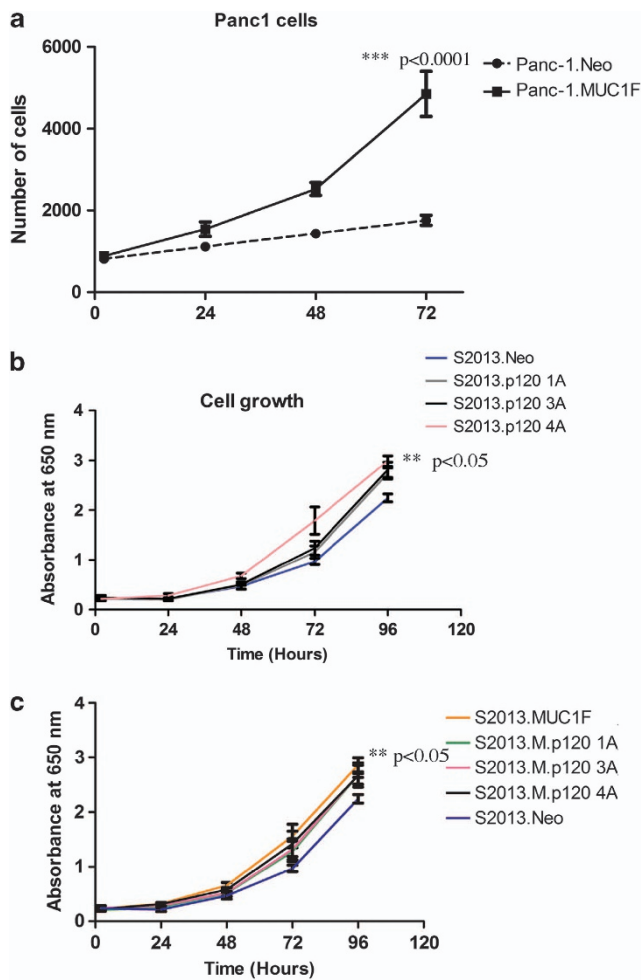 a
Panc1 cells
*** p<0.0001
Panc-1.Neo
Panc-1.MUC1F
Number of cells
6000
4000
2000
0
0 24 48 72
b
Cell growth
S2013.Neo
S2013.p120 1A
S2013.p120 3A
S2013.p120 4A
** p<0.05
Absorbance at 650 nm
4
3
2
1
0
0 24 48 72 96 120
Time (Hours)
c
S2013.MUC1F
S2013.M.p120 1A
S2013.M.p120 3A
S2013.M.p120 4A
S2013.Neo
** p<0.05
Absorbance at 650 nm
4
3
2
1
0
0 24 48 72 96 120
Time (Hours)